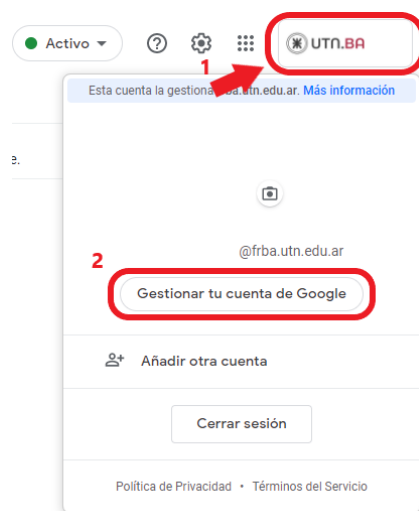 Activo
UTN.BA
1
Esta cuenta la gestiona frba.utn.edu.ar. Más información
e.
@frba.utn.edu.ar
2
Gestionar tu cuenta de Google
Añadir otra cuenta
Cerrar sesión
Política de Privacidad • Términos del Servicio